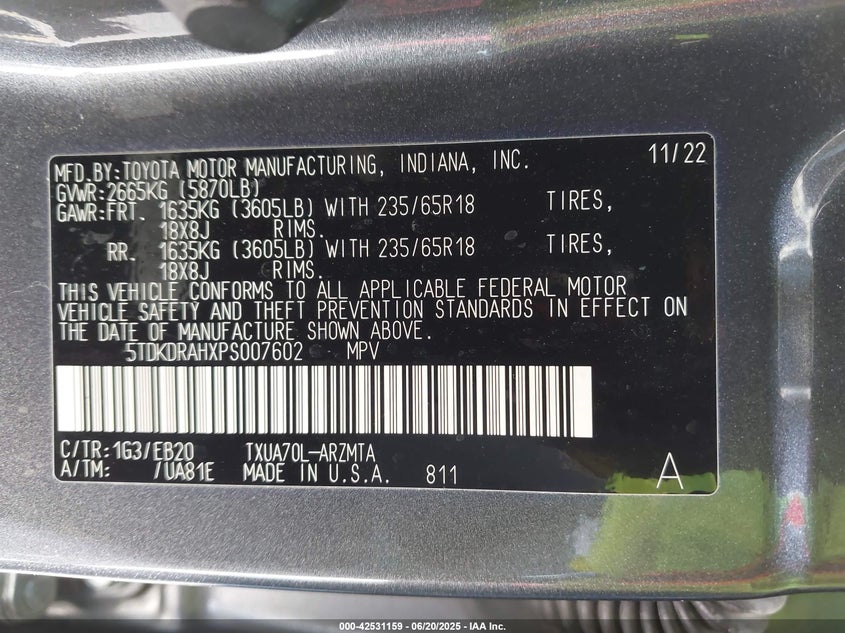 MFD.BY:TOYOTA MOTOR MANUFACTURING, INDIANA, INC. 11/22
GVWR:2665KG (5870LB)
GAWR:FRT. 1635KG (3605LB) WITH 235/65R18 TIRES,
18X8J RIMS.
RR. 1635KG (3605LB) WITH 235/65R18 TIRES,
18X8J RIMS.
THIS VEHICLE CONFORMS TO ALL APPLICABLE FEDERAL MOTOR
VEHICLE SAFETY AND THEFT PREVENTION STANDARDS IN EFFECT ON
THE DATE OF MANUFACTURE SHOWN ABOVE.
5TDKDRAHXPS007602 MPV
C/TR:1G3/EB20 TXUA70L-ARZMTA
A/TM: /UA81E MADE IN U.S.A. 811 A
000-42531159 - 06/20/2025 - IAA Inc.